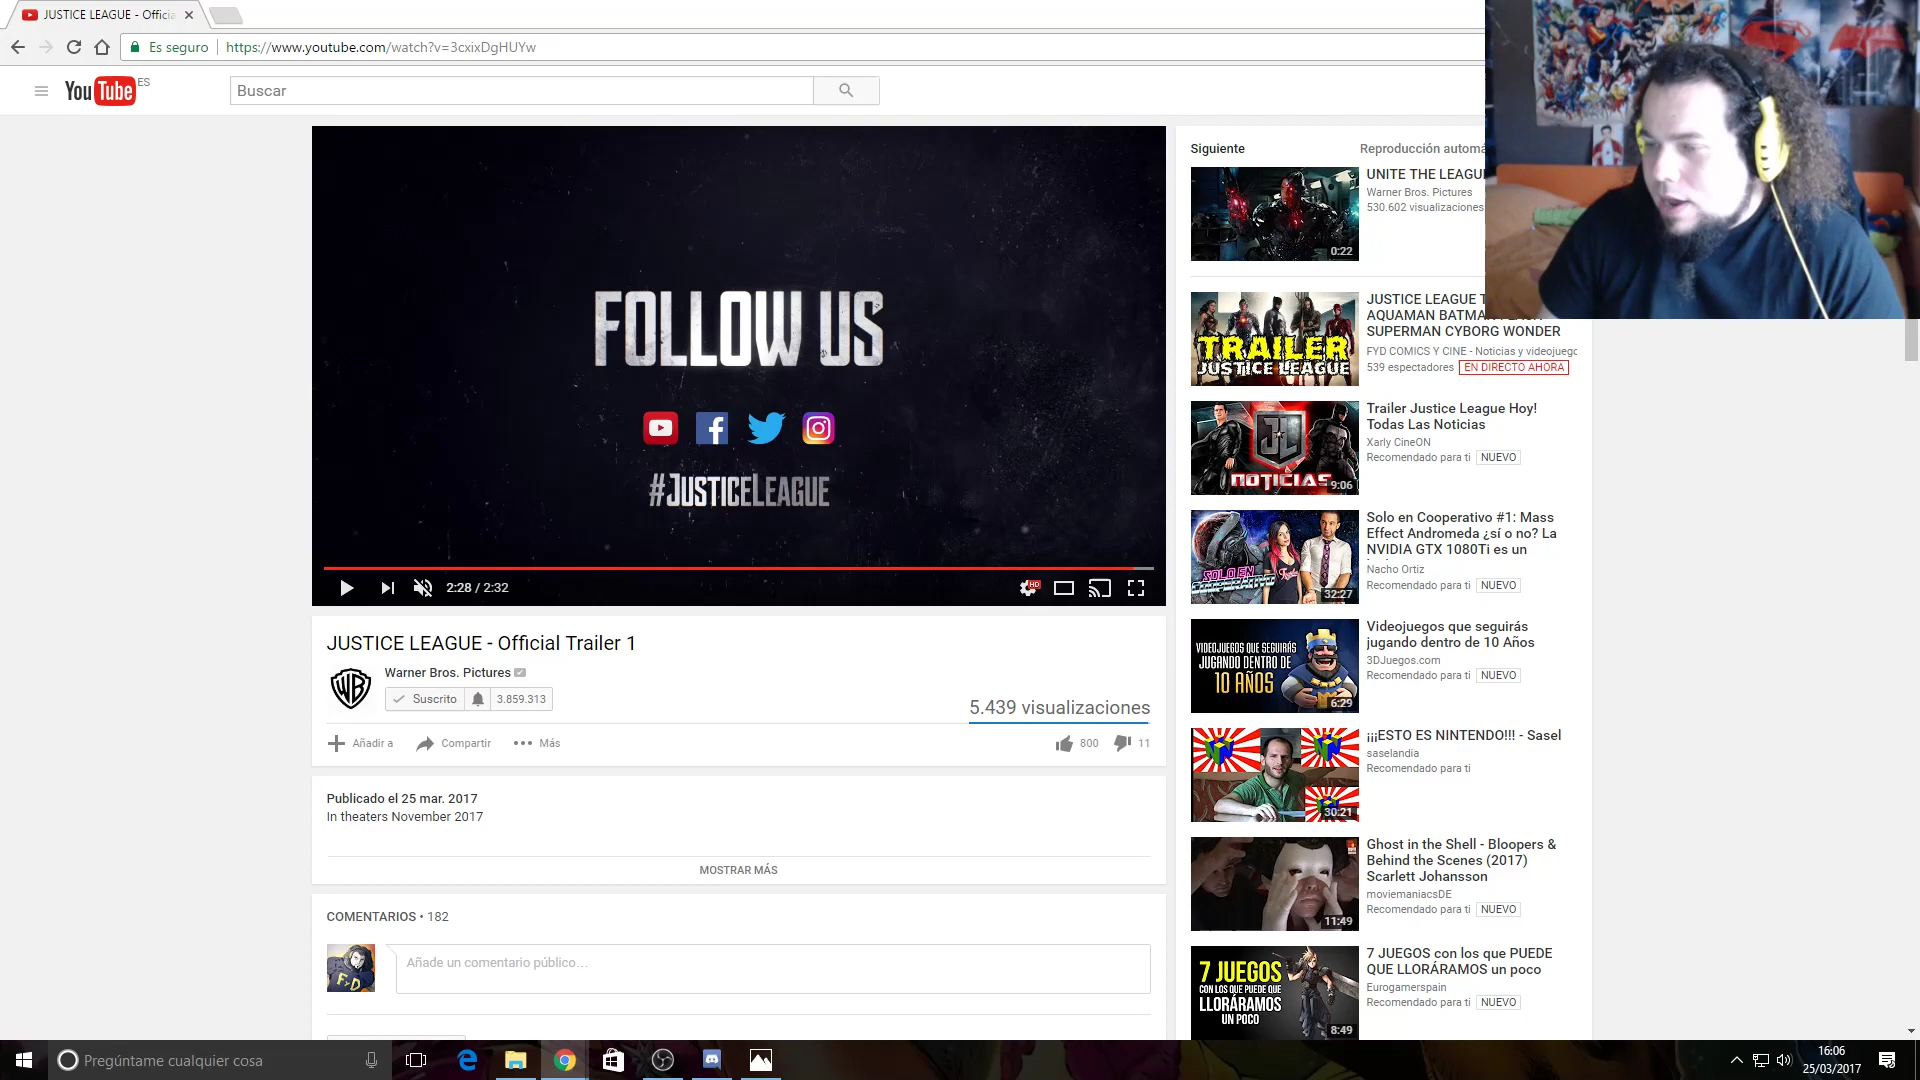 JUSTICE LEAGUE - Officia
Es seguro
https://www.youtube.com/watch?v=3cxixDgHUYw
YouTube ES
Buscar
FOLLOW US
#JUSTICELEAGUE
2:28 / 2:32
HD
JUSTICE LEAGUE - Official Trailer 1
WB
Warner Bros. Pictures
Suscrito
3.859.313
5.439 visualizaciones
Añadir a
Compartir
Más
800
11
Publicado el 25 mar. 2017
In theaters November 2017
MOSTRAR MÁS
COMENTARIOS • 182
FyD
Añade un comentario público...
Siguiente
Reproducción automá
0:22
UNITE THE LEAGU
Warner Bros. Pictures
530.602 visualizaciones
TRAILER
JUSTICE LEAGUE
JUSTICE LEAGUE T
AQUAMAN BATMAN FLASH
SUPERMAN CYBORG WONDER
FYD COMICS Y CINE - Noticias y videojuego
539 espectadores
EN DIRECTO AHORA
JL
NOTICIAS
9:06
Trailer Justice League Hoy!
Todas Las Noticias
Xarly CineON
Recomendado para ti
NUEVO
SOLO EN
COOPERATIVO
32:27
Solo en Cooperativo #1: Mass
Effect Andromeda ¿sí o no? La
NVIDIA GTX 1080Ti es un
Nacho Ortiz
Recomendado para ti
NUEVO
VIDEOJUEGOS QUE SEGUIRÁS
JUGANDO DENTRO DE
10 AÑOS
6:29
Videojuegos que seguirás
jugando dentro de 10 Años
3DJuegos.com
Recomendado para ti
NUEVO
30:21
¡¡¡ESTO ES NINTENDO!!! - Sasel
saselandia
Recomendado para ti
11:49
Ghost in the Shell - Bloopers &
Behind the Scenes (2017)
Scarlett Johansson
moviemaniacsDE
Recomendado para ti
NUEVO
7 JUEGOS
CON LOS QUE PUEDE QUE
LLORÁRAMOS
UN POCO
8:49
7 JUEGOS con los que PUEDE
QUE LLORÁRAMOS un poco
Eurogamerspain
Recomendado para ti
NUEVO
Pregúntame cualquier cosa
16:06
25/03/2017